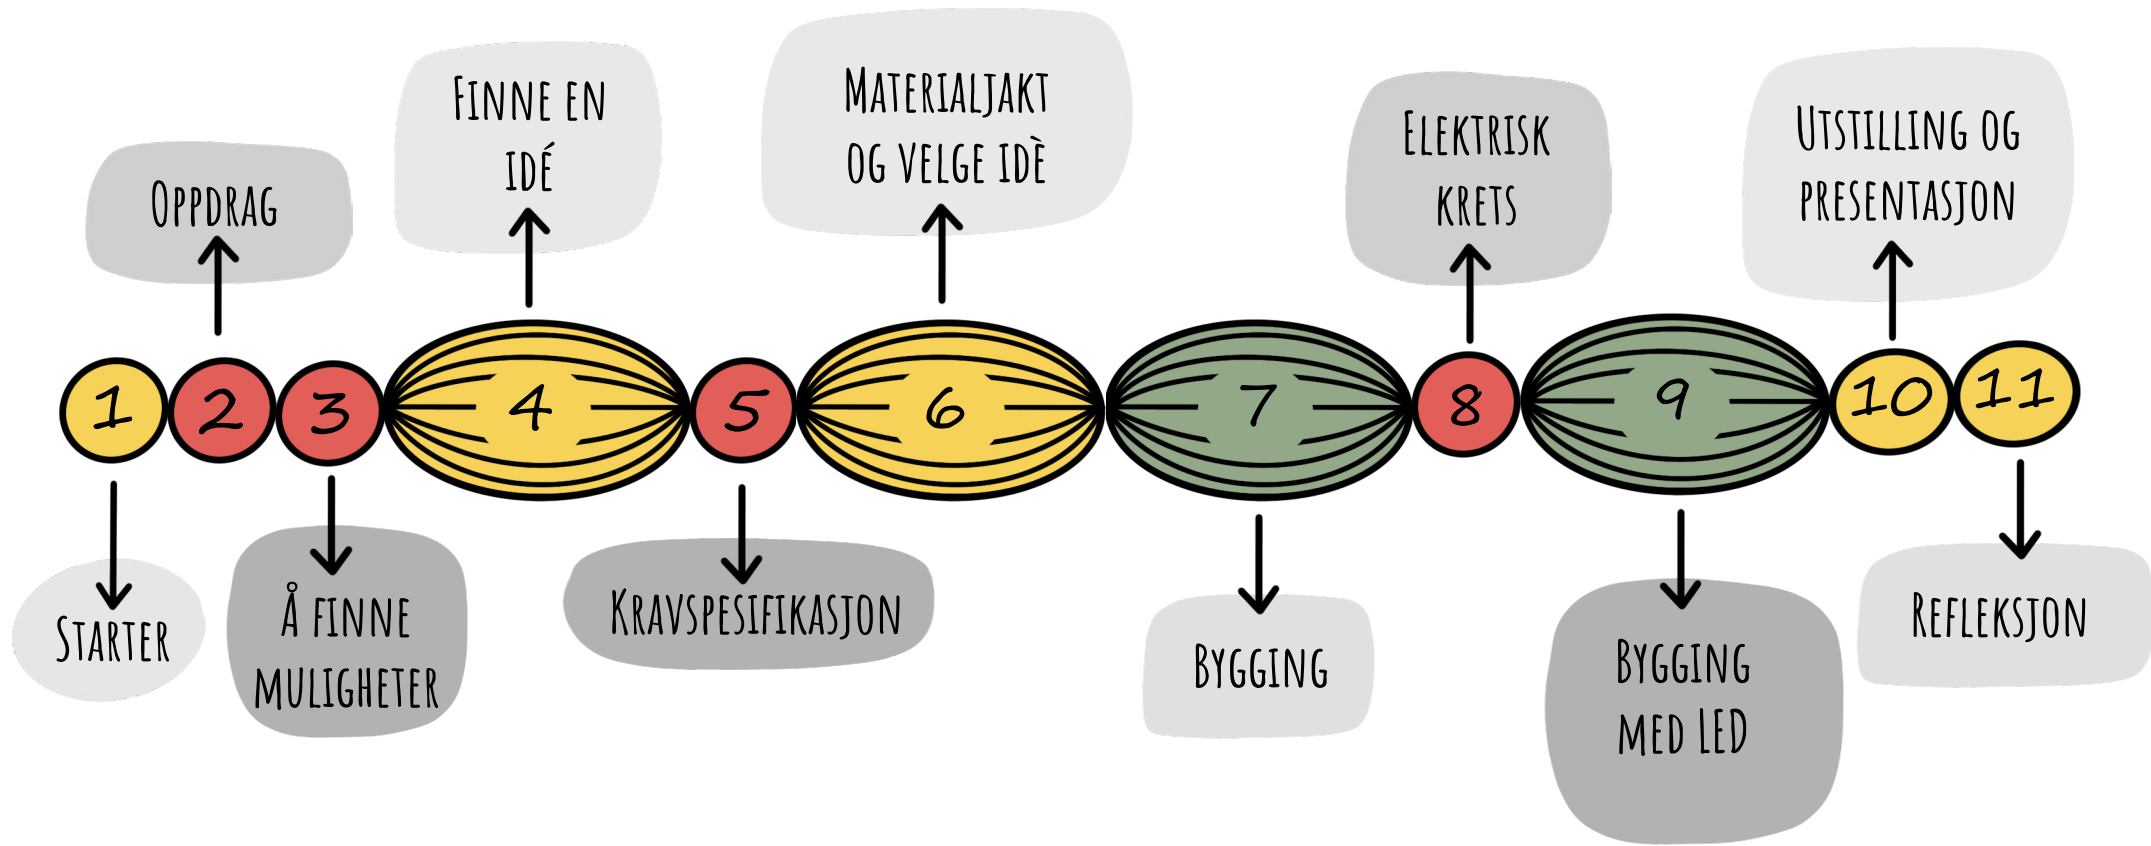 Finne en
idé
Materialjakt
og velge idè
Elektrisk
krets
Utstilling og
presentasjon
Oppdrag
1
2
3
4
5
6
7
8
9
10
11
Starter
Å finne
muligheter
Kravspesifikasjon
Bygging
Bygging
med LED
Refleksjon